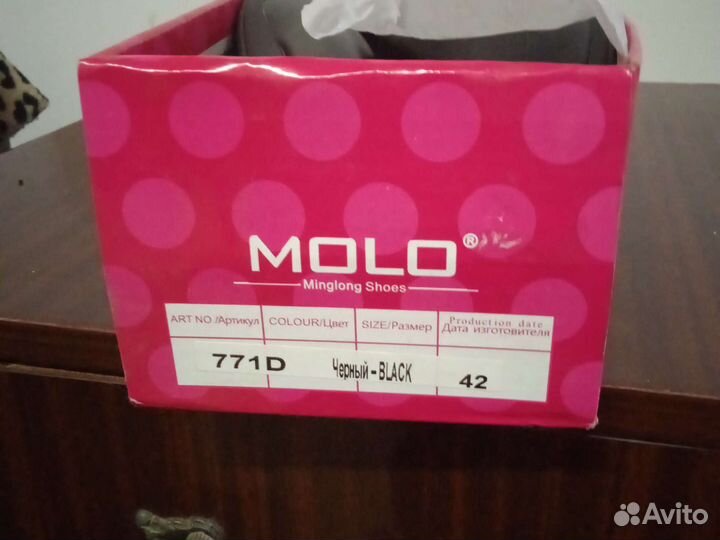 MOLO®
Minglong Shoes
ART NO./Артикул COLOUR/Цвет SIZE/Размер Production date
Дата изготовителя
771D Черный-BLACK 42
Avito